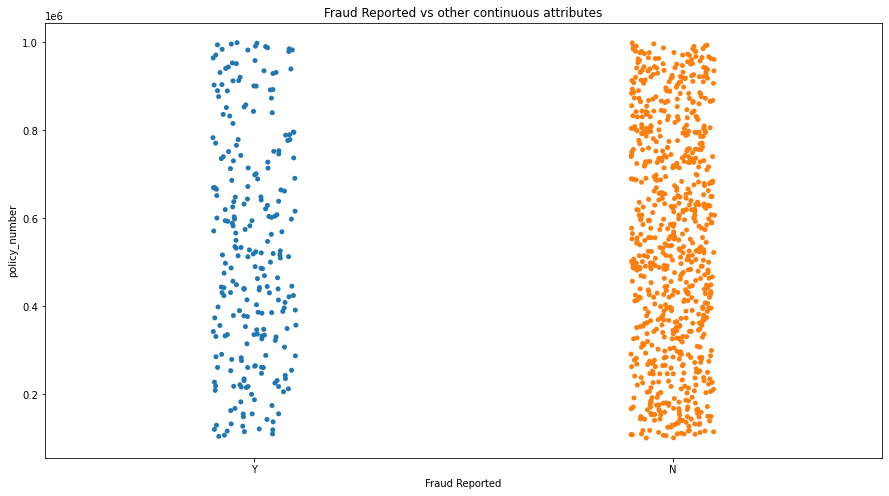 Fraud Reported vs other continuous attributes
1e6
1.0
0.8
0.6
0.4
0.2
policy_number
Y
N
Fraud Reported